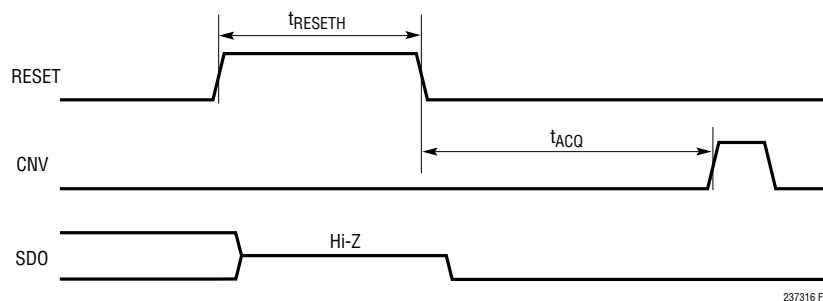 tRESETH
RESET
tACQ
CNV
Hi-Z
SDO
237316 F